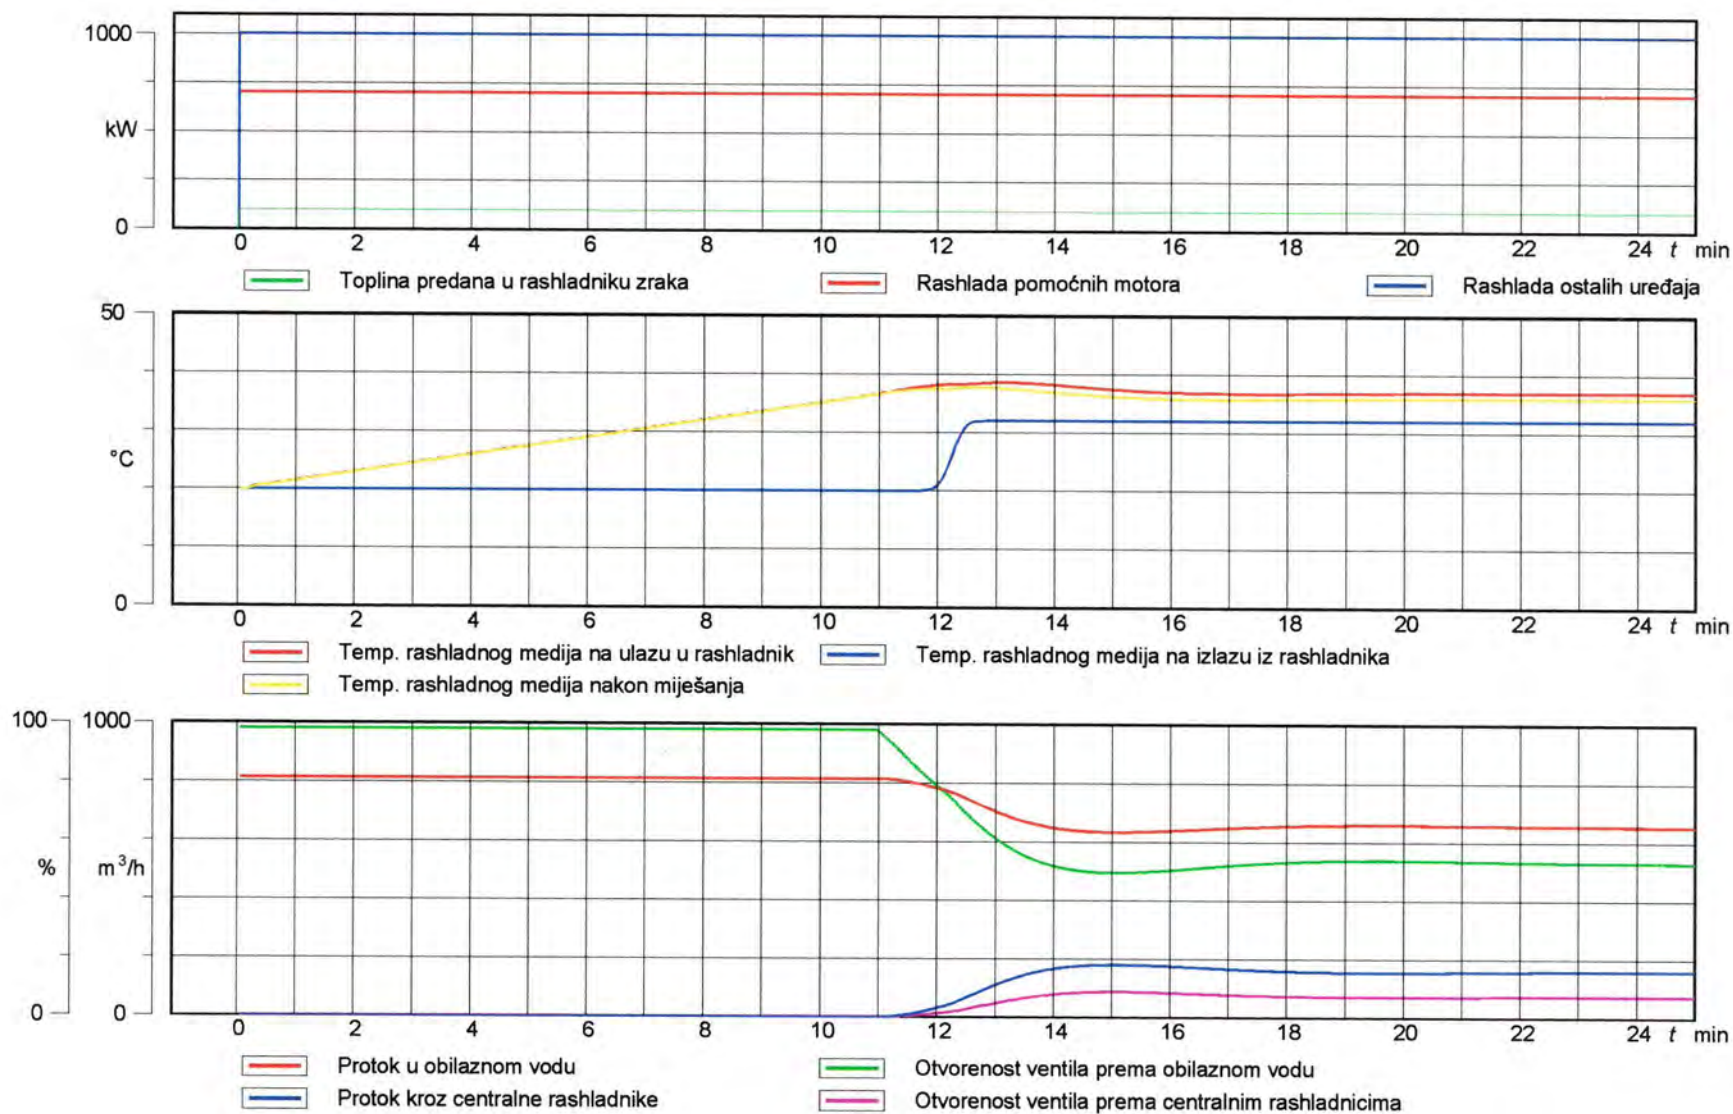 1000
kW
0
0 2 4 6 8 10 12 14 16 18 20 22 24 t min
Toplina predana u rashladniku zraka Rashlada pomoćnih motora Rashlada ostalih uređaja
50
°C
0
0 2 4 6 8 10 12 14 16 18 20 22 24 t min
Temp. rashladnog medija na ulazu u rashladnik Temp. rashladnog medija na izlazu iz rashladnika
Temp. rashladnog medija nakon miješanja
100 1000
% m³/h
0 0
0 2 4 6 8 10 12 14 16 18 20 22 24 t min
Protok u obilaznom vodu Otvorenost ventila prema obilaznom vodu
Protok kroz centralne rashladnike Otvorenost ventila prema centralnim rashladnicima